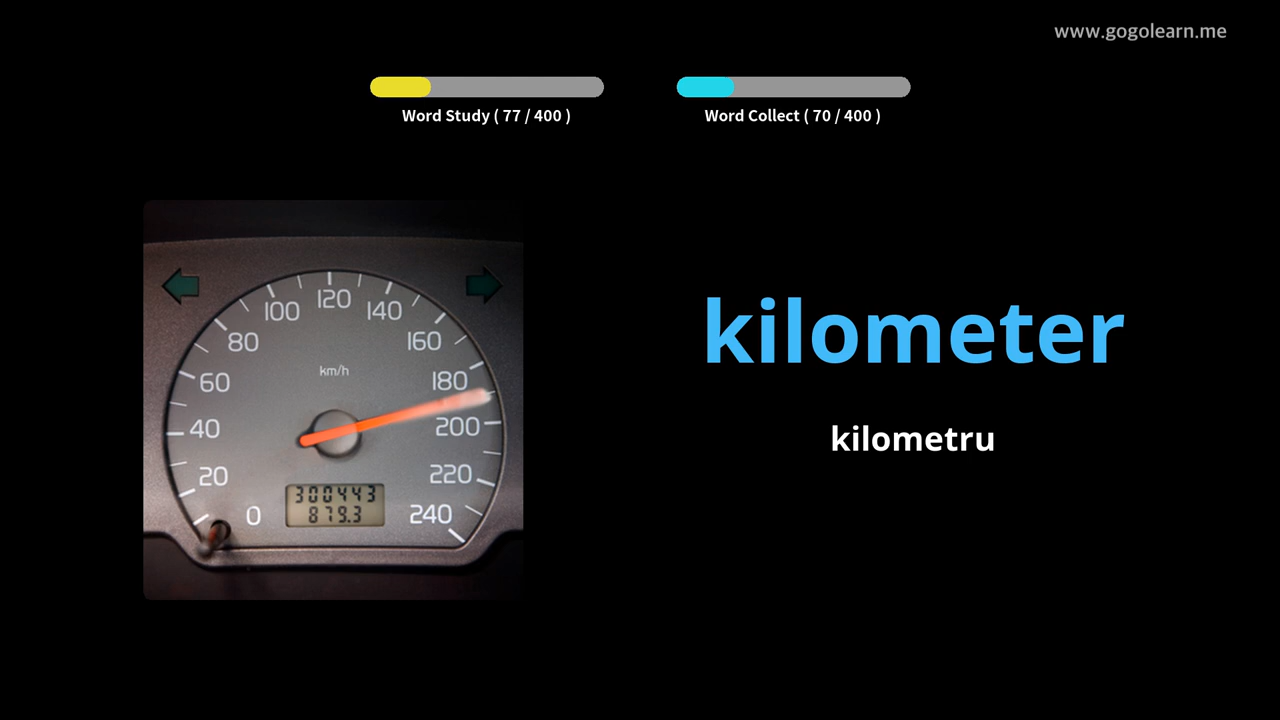 www.gogolearn.me
Word Study ( 77 / 400 )
Word Collect ( 70 / 400 )
kilometer
kilometru
120
100
140
80
160
km/h
60
180
40
200
20
220
0
240
300443
879.3